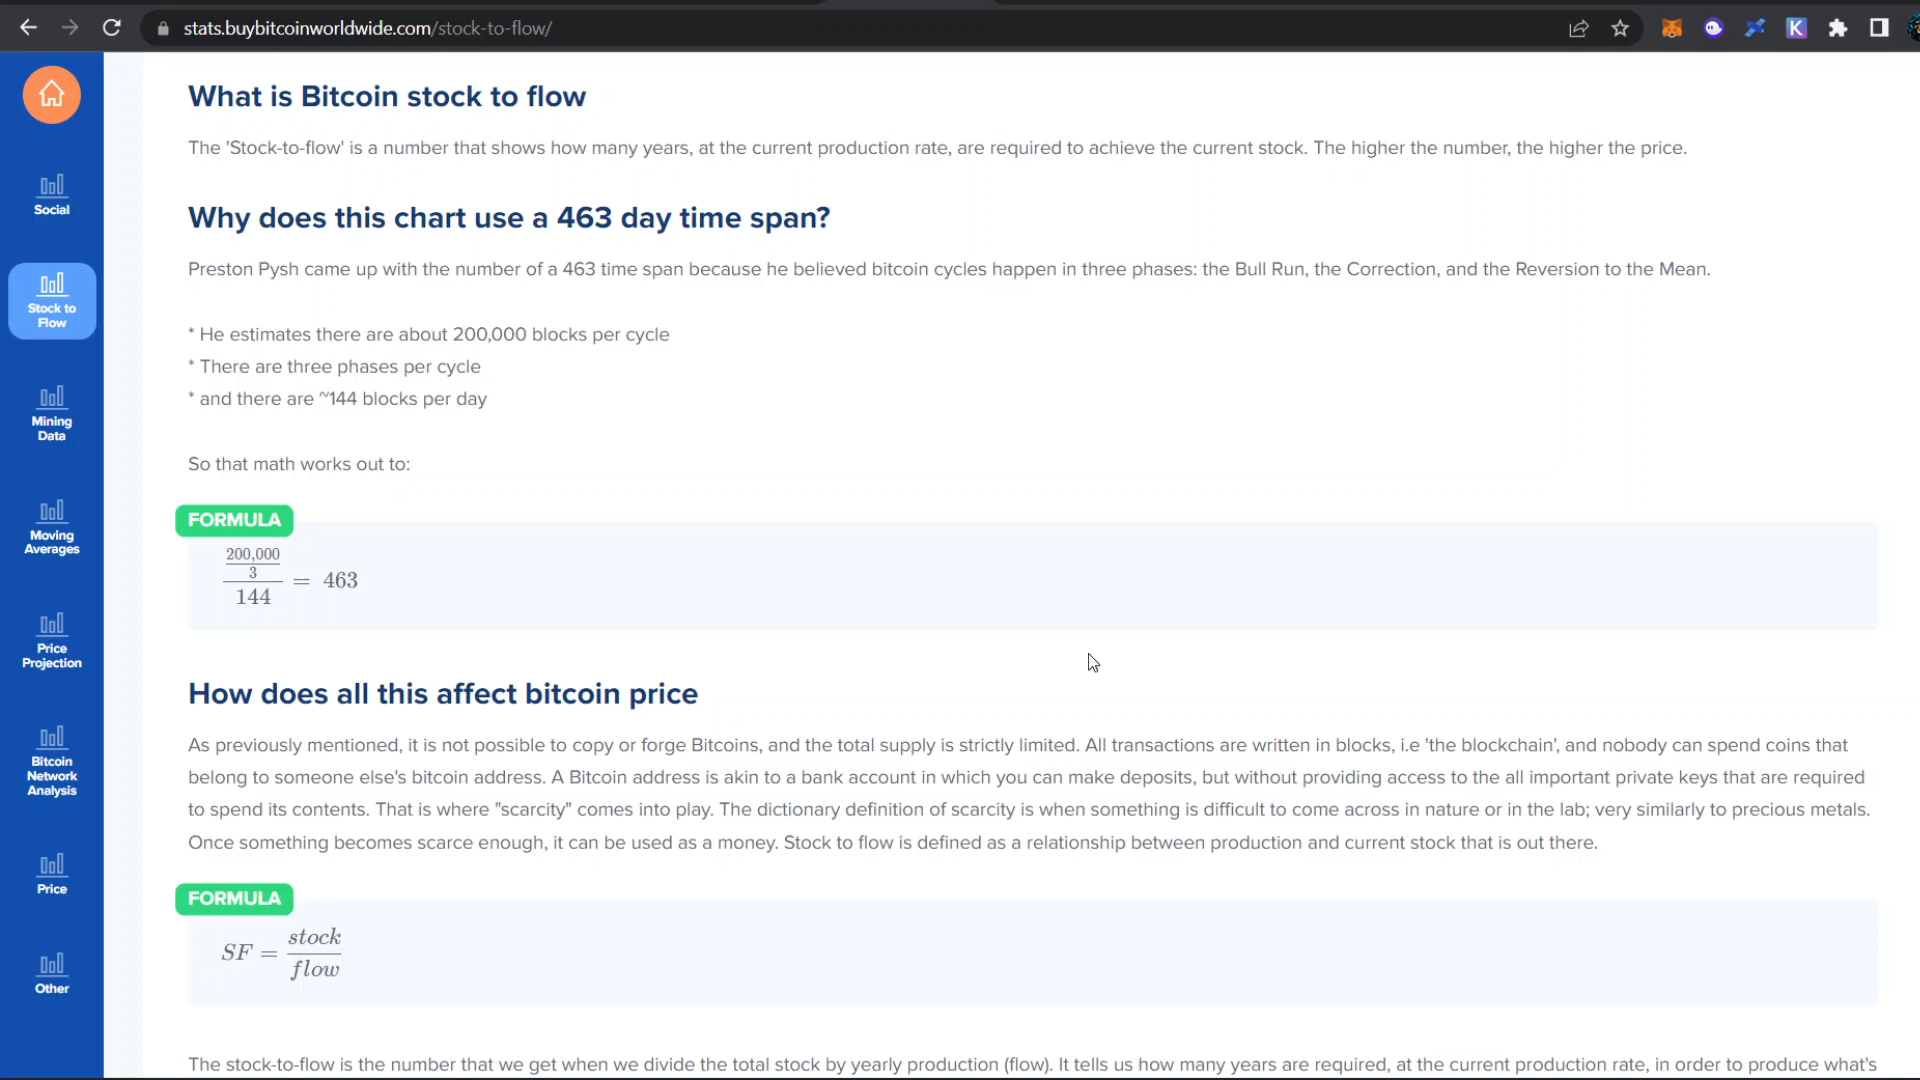 stats.buybitcoinworldwide.com/stock-to-flow/
K
Social
Stock to
Flow
Mining
Data
Moving
Averages
Price
Projection
Bitcoin
Network
Analysis
Price
Other
What is Bitcoin stock to flow
The 'Stock-to-flow' is a number that shows how many years, at the current production rate, are required to achieve the current stock. The higher the number, the higher the price.
Why does this chart use a 463 day time span?
Preston Pysh came up with the number of a 463 time span because he believed bitcoin cycles happen in three phases: the Bull Run, the Correction, and the Reversion to the Mean.
* He estimates there are about 200,000 blocks per cycle
* There are three phases per cycle
* and there are ~144 blocks per day
So that math works out to:
FORMULA
200,000
3
144
= 463
How does all this affect bitcoin price
As previously mentioned, it is not possible to copy or forge Bitcoins, and the total supply is strictly limited. All transactions are written in blocks, i.e 'the blockchain', and nobody can spend coins that
belong to someone else's bitcoin address. A Bitcoin address is akin to a bank account in which you can make deposits, but without providing access to the all important private keys that are required
to spend its contents. That is where "scarcity" comes into play. The dictionary definition of scarcity is when something is difficult to come across in nature or in the lab; very similarly to precious metals.
Once something becomes scarce enough, it can be used as a money. Stock to flow is defined as a relationship between production and current stock that is out there.
FORMULA
SF = stock
flow
The stock-to-flow is the number that we get when we divide the total stock by yearly production (flow). It tells us how many years are required, at the current production rate, in order to produce what's